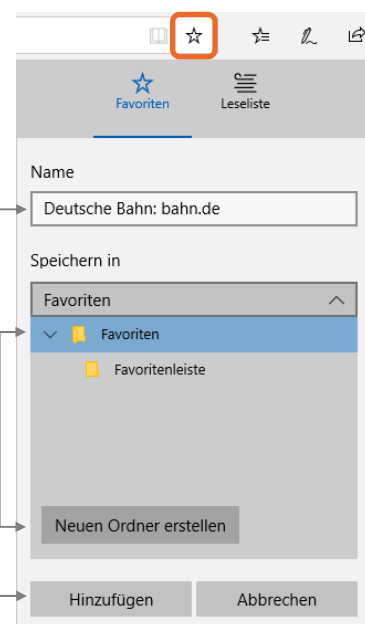 Favoriten
Leseliste
Name
Deutsche Bahn: bahn.de
Speichern in
Favoriten
Favoriten
Favoritenleiste
Neuen Ordner erstellen
Hinzufügen
Abbrechen